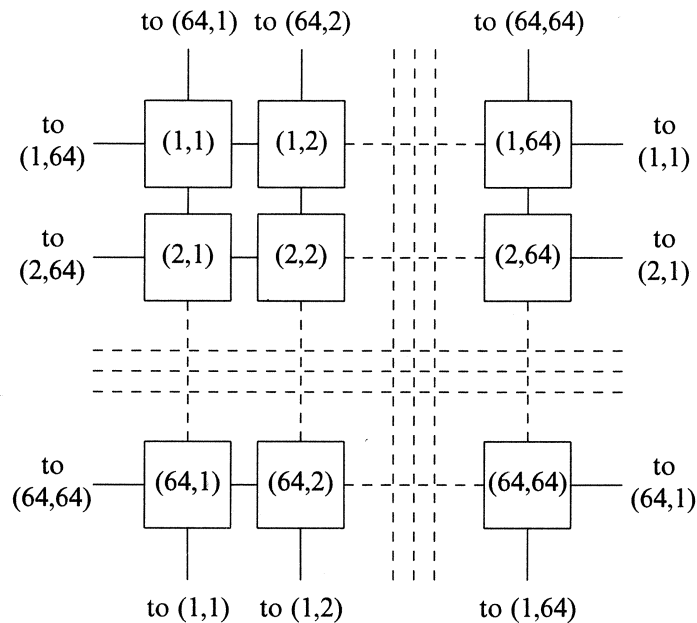 to (64,1) to (64,2) to (64,64)
to
(1,64)
(1,1) (1,2) (1,64)
to
(1,1)
to
(2,64)
(2,1) (2,2) (2,64)
to
(2,1)
to
(64,64)
(64,1) (64,2) (64,64)
to
(64,1)
to (1,1) to (1,2) to (1,64)